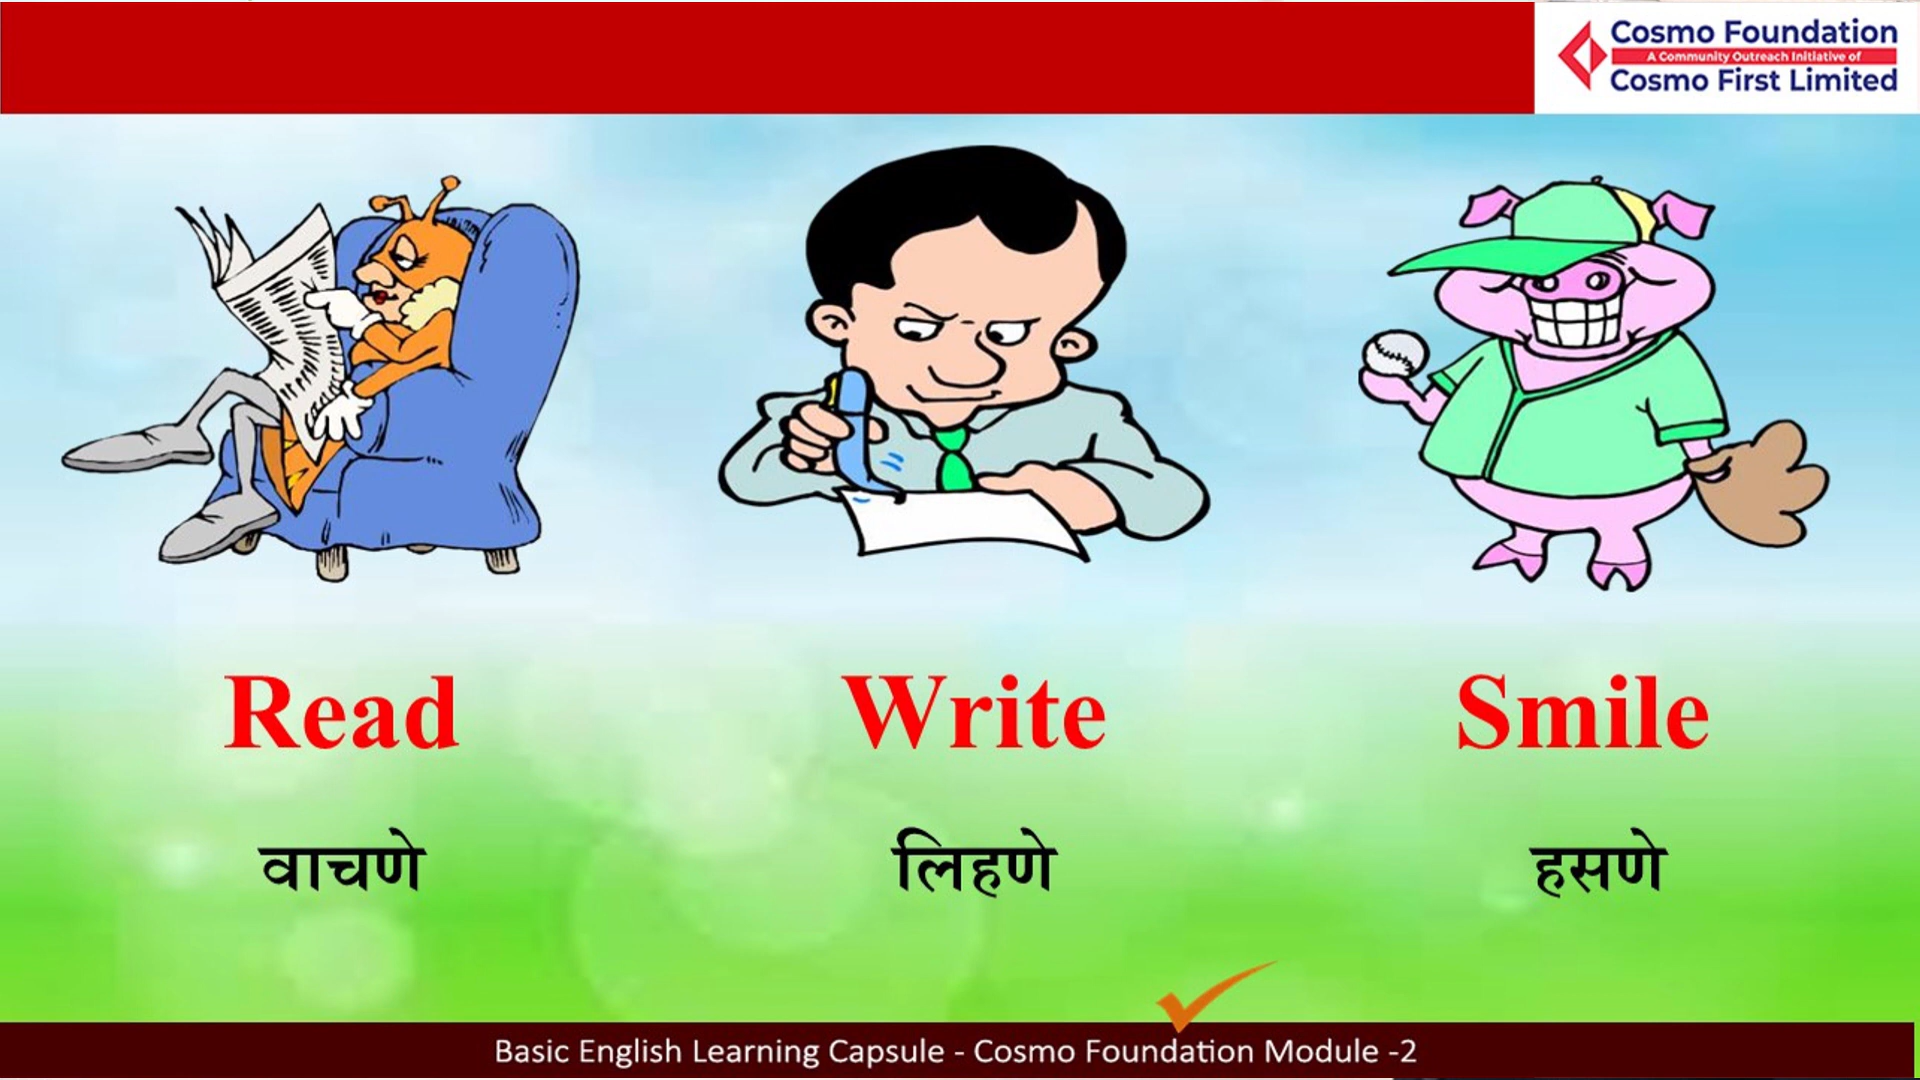 Cosmo Foundation
A Community Outreach Initiative of
Cosmo First Limited
Read
Write
Smile
वाचणे
लिहणे
हसणे
Basic English Learning Capsule - Cosmo Foundation Module -2